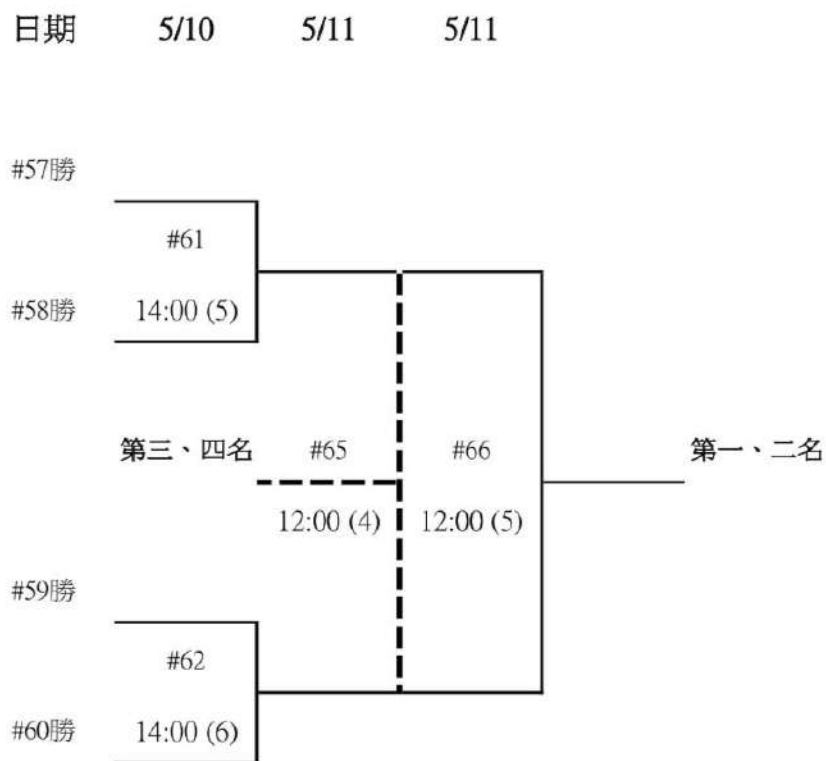 日期 5/10 5/11 5/11
#57勝
#61
#58勝 14:00 (5)
第三、四名 #65 #66 第一、二名
12:00 (4) 12:00 (5)
#59勝
#62
#60勝 14:00 (6)